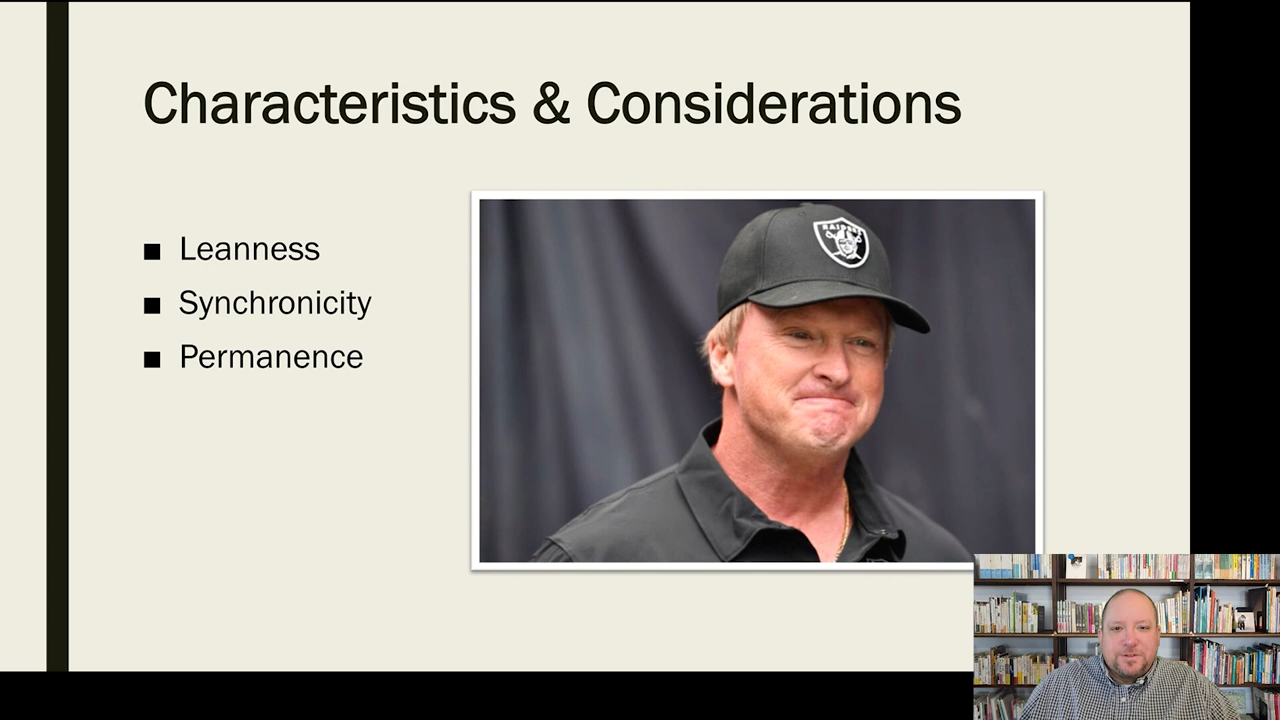 Characteristics & Considerations
■ Leanness
■ Synchronicity
■ Permanence
RAIDERS